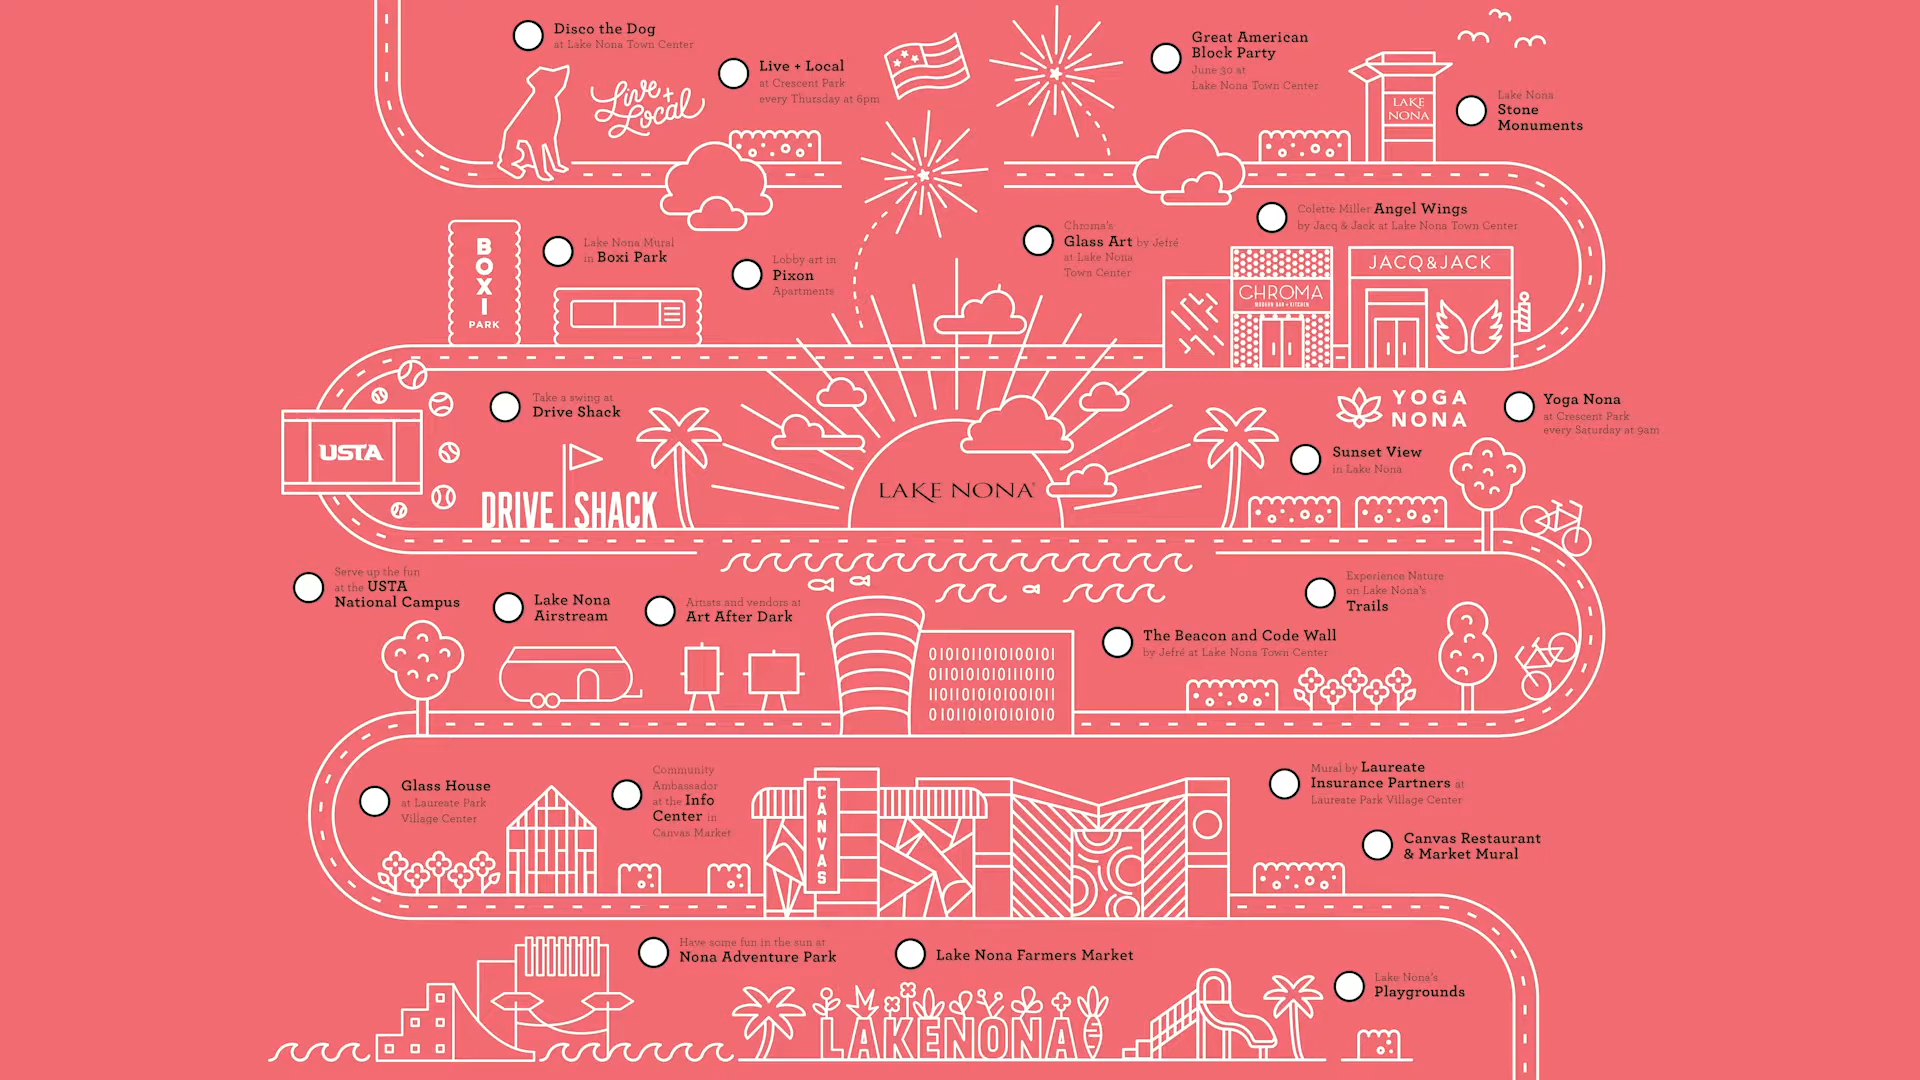 Disco the Dog
at Lake Nona Town Center
Live +
Local
Live + Local
at Crescent Park
every Thursday at 6pm
Great American
Block Party
June 30 at
Lake Nona Town Center
LAKE
NONA
Lake Nona
Stone
Monuments
BOXI
PARK
Lake Nona Mural
in Boxi Park
Lobby art in
Pixon
Apartments
Chroma's
Glass Art by Jefré
at Lake Nona
Town Center
Colette Miller Angel Wings
by Jacq & Jack at Lake Nona Town Center
CHROMA
MODERN BAR + KITCHEN
JACQ&JACK
USTA
Take a swing at
Drive Shack
DRIVE SHACK
LAKE NONA®
YOGA
NONA
Yoga Nona
at Crescent Park
every Saturday at 9am
Sunset View
in Lake Nona
Serve up the fun
at the USTA
National Campus
Lake Nona
Airstream
Artists and vendors at
Art After Dark
0101011010100101
0110101010110110
1101101010101001011
0101101010101010
The Beacon and Code Wall
by Jefré at Lake Nona Town Center
Experience Nature
on Lake Nona's
Trails
Glass House
at Laureate Park
Village Center
Community
Ambassador
at the Info
Center in
Canvas Market
CANVAS
Mural by Laureate
Insurance Partners at
Laureate Park Village Center
Canvas Restaurant
& Market Mural
Have some fun in the sun at
Nona Adventure Park
Lake Nona Farmers Market
LAKENONA
Lake Nona's
Playgrounds